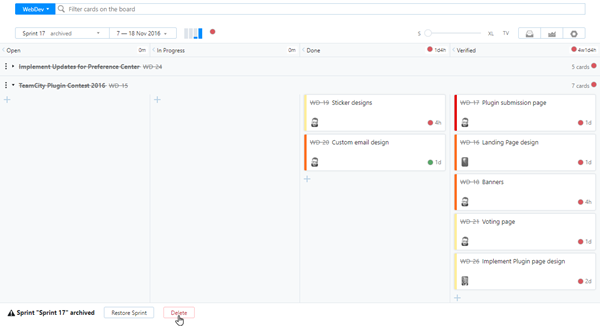 WebDev
Filter cards on the board
Sprint 17 archived
7 — 18 Nov 2016
S
XL
TV
Open 0m
In Progress 0m
Done 1d4h
Verified 4w1d4h
Implement Updates for Preference Center WD-24 5 cards
TeamCity Plugin Contest 2016 WD-15 7 cards
WD-19 Sticker designs
4h
WD-20 Custom email design
1d
WD-17 Plugin submission page
1d
WD-16 Landing Page design
1d
WD-18 Banners
4h
WD-21 Voting page
1d
WD-26 Implement Plugin page design
2d
Sprint "Sprint 17" archived
Restore Sprint
Delete